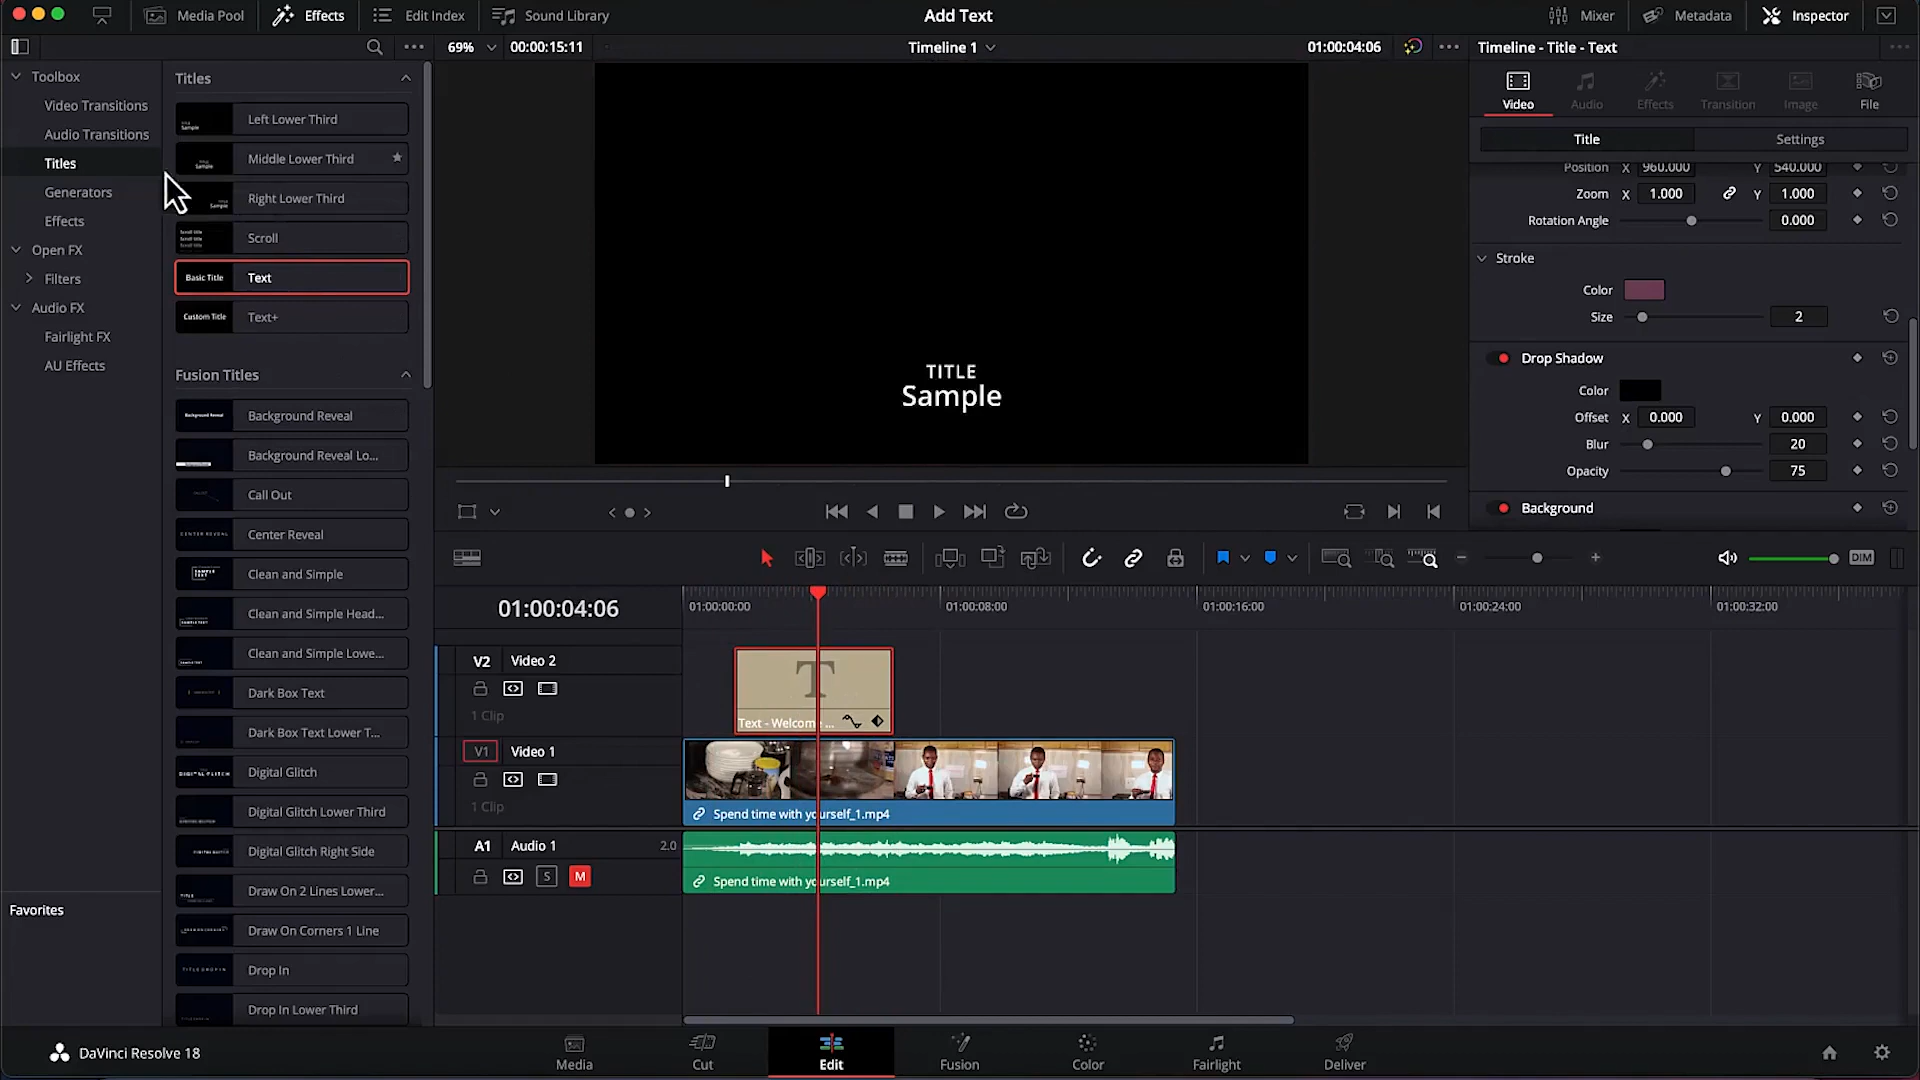 Media Pool
Effects
Edit Index
Sound Library
Add Text
Mixer
Metadata
Inspector
69%
00:00:15:11
Timeline 1
01:00:04:06
Timeline - Title - Text
Toolbox
Video Transitions
Audio Transitions
Titles
Generators
Effects
Open FX
Filters
Audio FX
Fairlight FX
AU Effects
Favorites
Titles
Left Lower Third
Middle Lower Third
Right Lower Third
Scroll
Basic Title
Text
Custom Title
Text+
Fusion Titles
Background Reveal
Background Reveal Lo...
Call Out
Center Reveal
Clean and Simple
Clean and Simple Head...
Clean and Simple Lowe...
Dark Box Text
Dark Box Text Lower T...
Digital Glitch
Digital Glitch Lower Third
Digital Glitch Right Side
Draw On 2 Lines Lower...
Draw On Corners 1 Line
Drop In
Drop In Lower Third
TITLE
Sample
Video
Audio
Effects
Transition
Image
File
Title
Settings
Position X 960.000 Y 540.000
Zoom X 1.000 Y 1.000
Rotation Angle 0.000
Stroke
Color
Size 2
Drop Shadow
Color
Offset X 0.000 Y 0.000
Blur 20
Opacity 75
Background
DIM
01:00:04:06
01:00:00:00
01:00:08:00
01:00:16:00
01:00:24:00
01:00:32:00
V2 Video 2
1 Clip
T
Text - Welcome ...
V1 Video 1
1 Clip
Spend time with yourself_1.mp4
A1 Audio 1 2.0
S M
Spend time with yourself_1.mp4
DaVinci Resolve 18
Media
Cut
Edit
Fusion
Color
Fairlight
Deliver